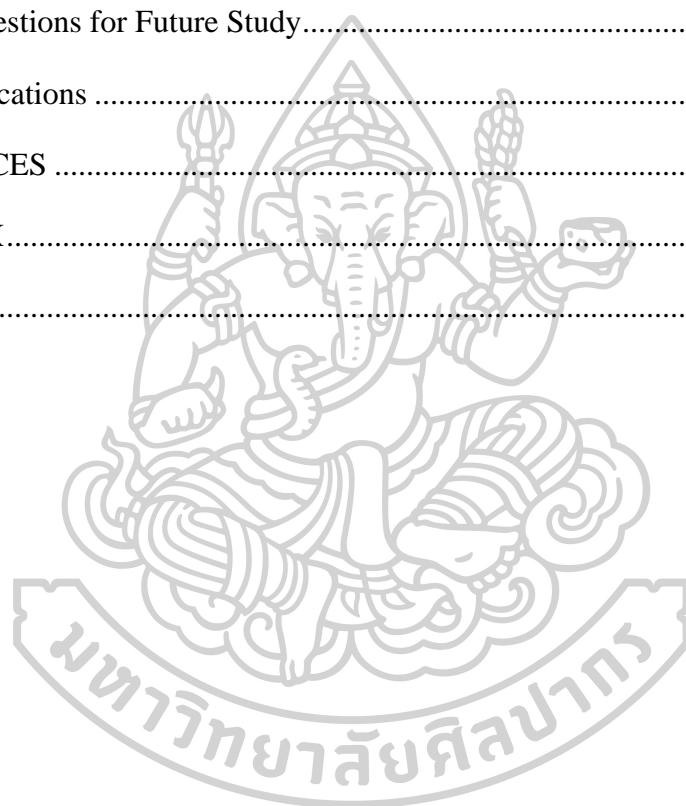 estions for Future Study..............................................................
cations ..............................................................................................
CES ....................................................................................................
...........................................................................................................
...........................................................................................................
มหาวิทยาลัยศิลปากร